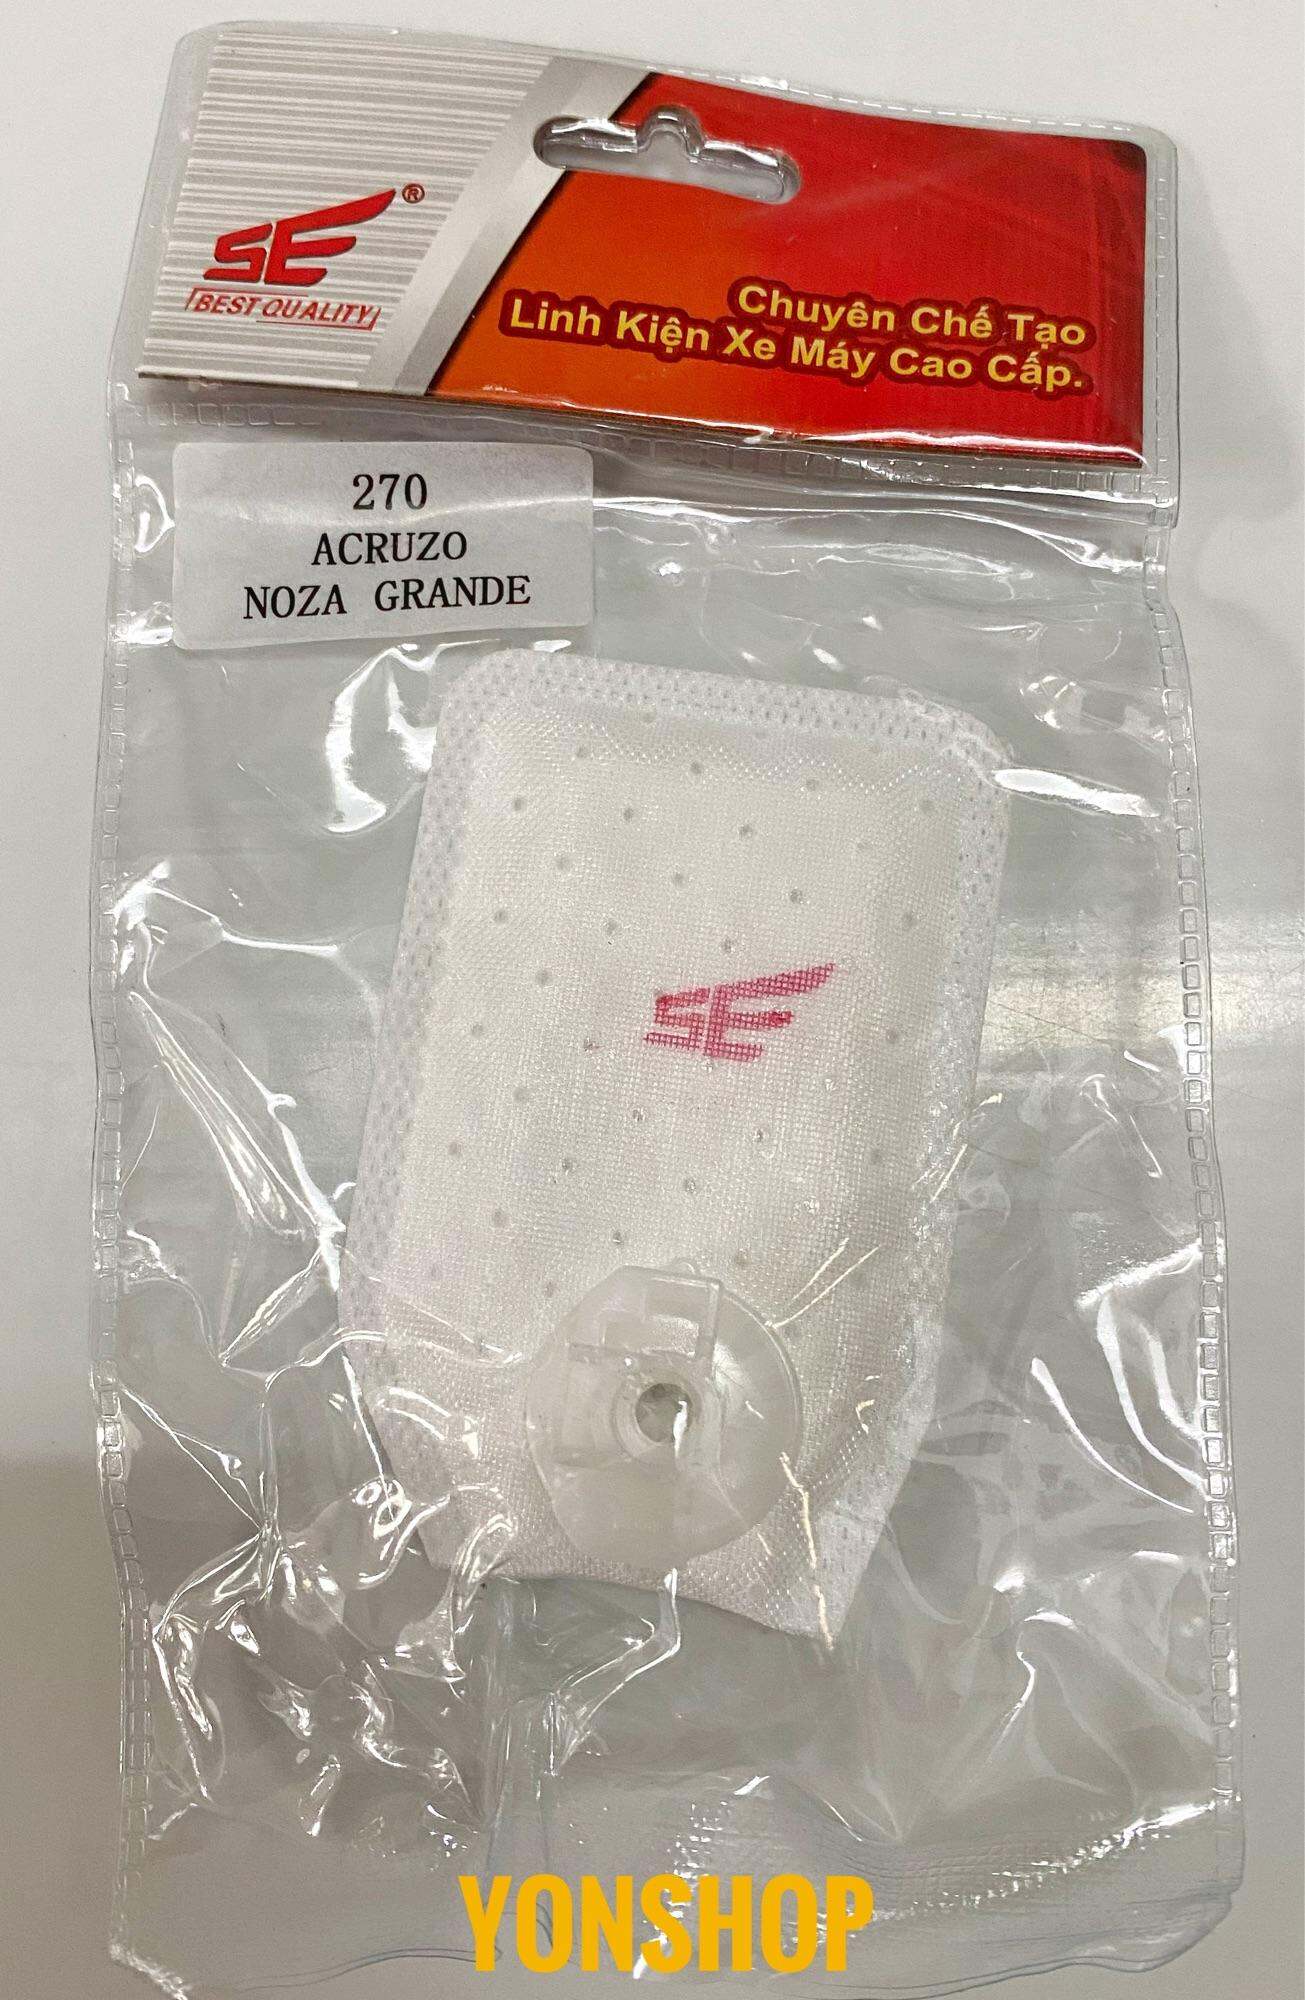 SE®
BEST QUALITY
Chuyên Chế Tạo
Linh Kiện Xe Máy Cao Cấp.
270
ACRUZO
NOZA GRANDE
SE
YONSHOP